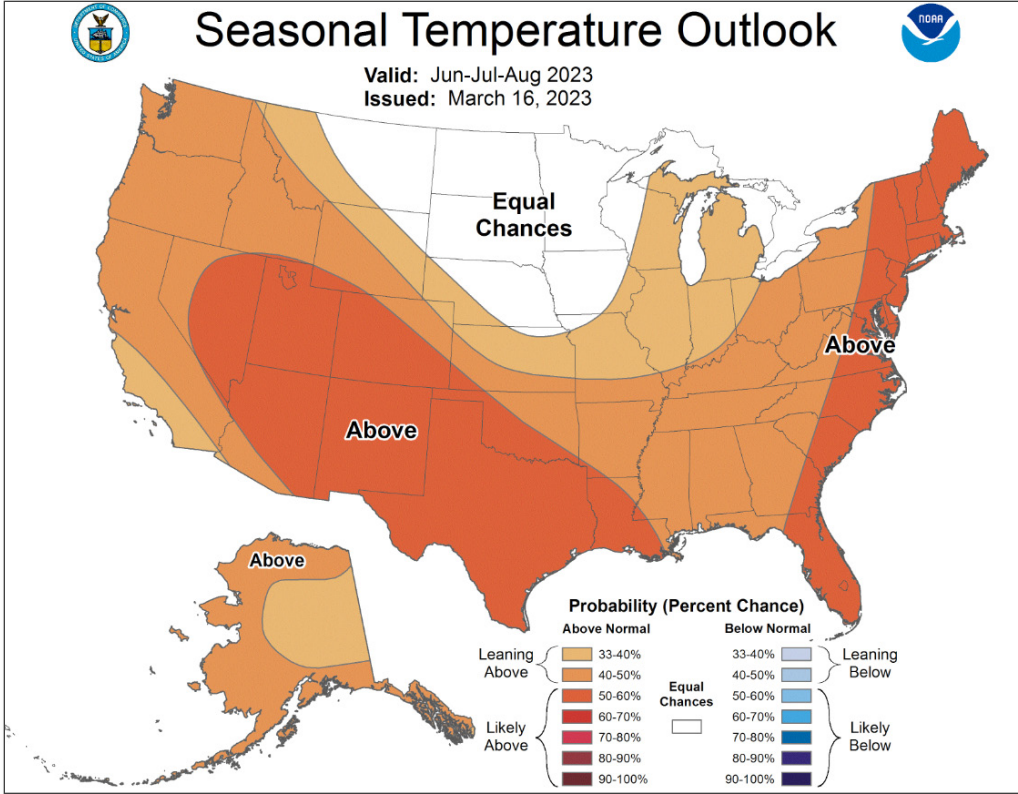 Seasonal Temperature Outlook
NOAA
Valid: Jun-Jul-Aug 2023
Issued: March 16, 2023
Equal
Chances
Above
Above
Above
Probability (Percent Chance)
Above Normal
Below Normal
Leaning
Above
33-40%
40-50%
Likely
Above
50-60%
60-70%
70-80%
80-90%
90-100%
Equal
Chances
33-40%
40-50%
Leaning
Below
50-60%
60-70%
70-80%
80-90%
90-100%
Likely
Below